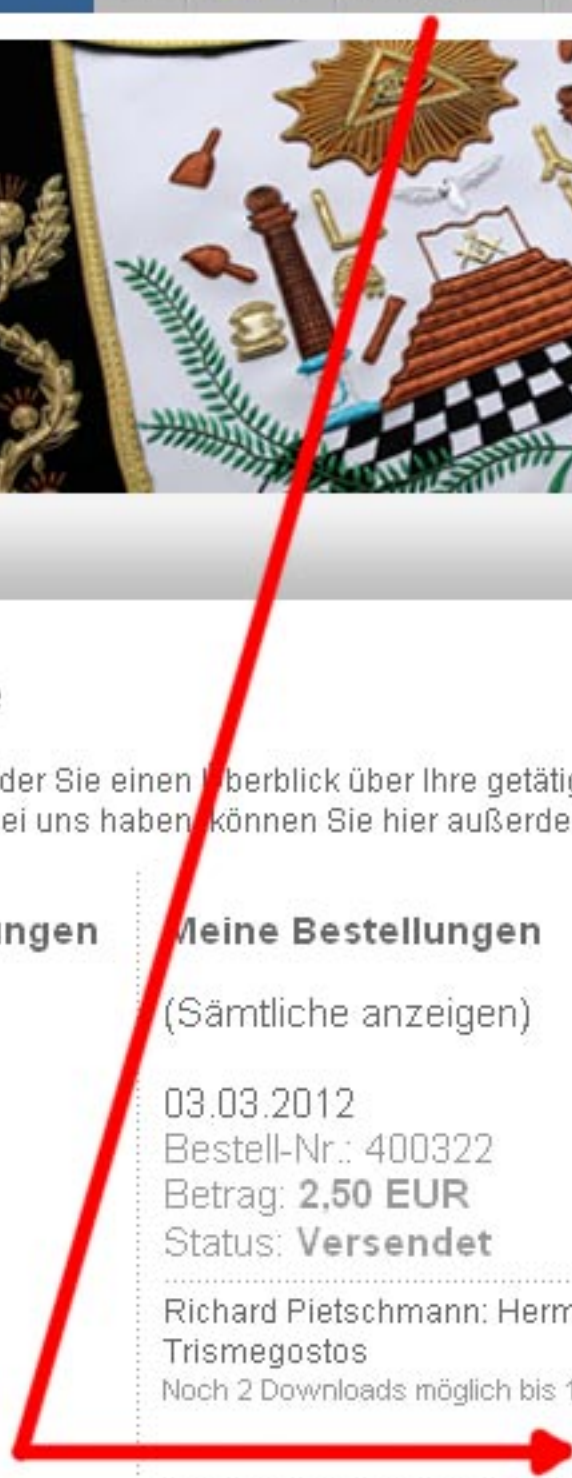 der Sie einen Überblick über Ihre getätig
ei uns haben, können Sie hier außerde
ungen
Meine Bestellungen
(Sämtliche anzeigen)
03.03.2012
Bestell-Nr.: 400322
Betrag: 2,50 EUR
Status: Versendet
Richard Pietschmann: Herm
Trismegostos
Noch 2 Downloads möglich bis 1